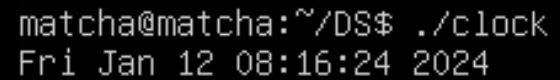 matcha@matcha:~/DS$ ./clock
Fri Jan 12 08:16:24 2024